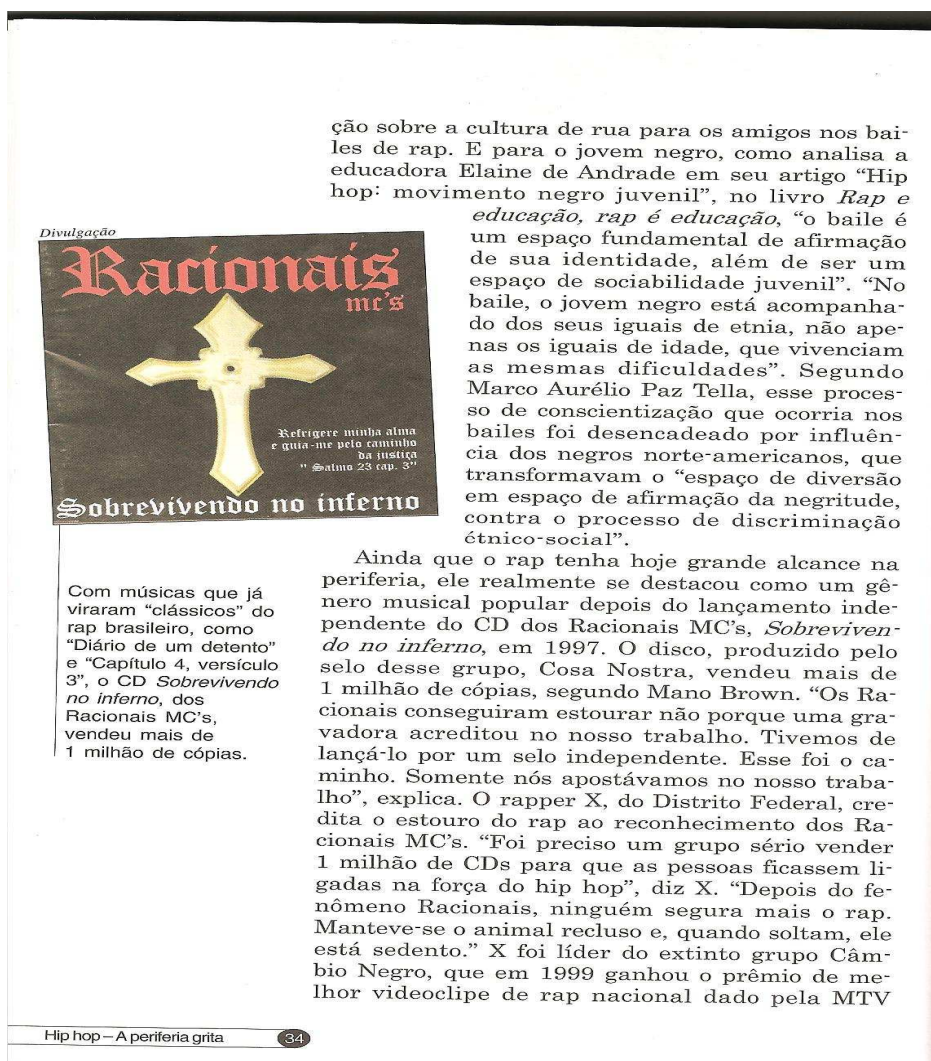 ção sobre a cultura de rua para os amigos nos bai-
les de rap. E para o jovem negro, como analisa a
educadora Elaine de Andrade em seu artigo “Hip
hop: movimento negro juvenil”, no livro Rap e
educação, rap é educação, “o baile é
um espaço fundamental de afirmação
de sua identidade, além de ser um
espaço de sociabilidade juvenil”. “No
baile, o jovem negro está acompanha-
do dos seus iguais de etnia, não ape-
nas os iguais de idade, que vivenciam
as mesmas dificuldades”. Segundo
Marco Aurélio Paz Tella, esse proces-
so de conscientização que ocorria nos
bailes foi desencadeado por influên-
cia dos negros norte-americanos, que
transformavam o “espaço de diversão
em espaço de afirmação da negritude,
contra o processo de discriminação
étnico-social”.
Divulgação
Racionais
mc's
Refrigere minha alma
e guia-me pelo caminho
da justiça
" Salmo 23 cap. 3"
Sobrevivendo no inferno
Com músicas que já
viraram “clássicos” do
rap brasileiro, como
“Diário de um detento”
e “Capítulo 4, versículo
3”, o CD Sobrevivendo
no inferno, dos
Racionais MC’s,
vendeu mais de
1 milhão de cópias.
Ainda que o rap tenha hoje grande alcance na
periferia, ele realmente se destacou como um gê-
nero musical popular depois do lançamento inde-
pendente do CD dos Racionais MC’s, Sobreviven-
do no inferno, em 1997. O disco, produzido pelo
selo desse grupo, Cosa Nostra, vendeu mais de
1 milhão de cópias, segundo Mano Brown. “Os Ra-
cionais conseguiram estourar não porque uma gra-
vadora acreditou no nosso trabalho. Tivemos de
lançá-lo por um selo independente. Esse foi o ca-
minho. Somente nós apostávamos no nosso traba-
lho”, explica. O rapper X, do Distrito Federal, cre-
dita o estouro do rap ao reconhecimento dos Ra-
cionais MC’s. “Foi preciso um grupo sério vender
1 milhão de CDs para que as pessoas ficassem li-
gadas na força do hip hop”, diz X. “Depois do fe-
nômeno Racionais, ninguém segura mais o rap.
Manteve-se o animal recluso e, quando soltam, ele
está sedento.” X foi líder do extinto grupo Câm-
bio Negro, que em 1999 ganhou o prêmio de me-
lhor videoclipe de rap nacional dado pela MTV
Hip hop – A periferia grita 34